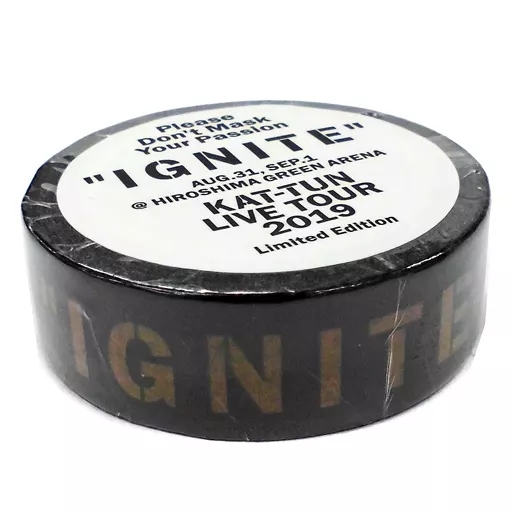 Please
Don't Mask
Your Passion
"IGNITE"
AUG.31, SEP.1
@ HIROSHIMA GREEN ARENA
KAT-TUN
LIVE TOUR
2019
Limited Edition
"IGNITE